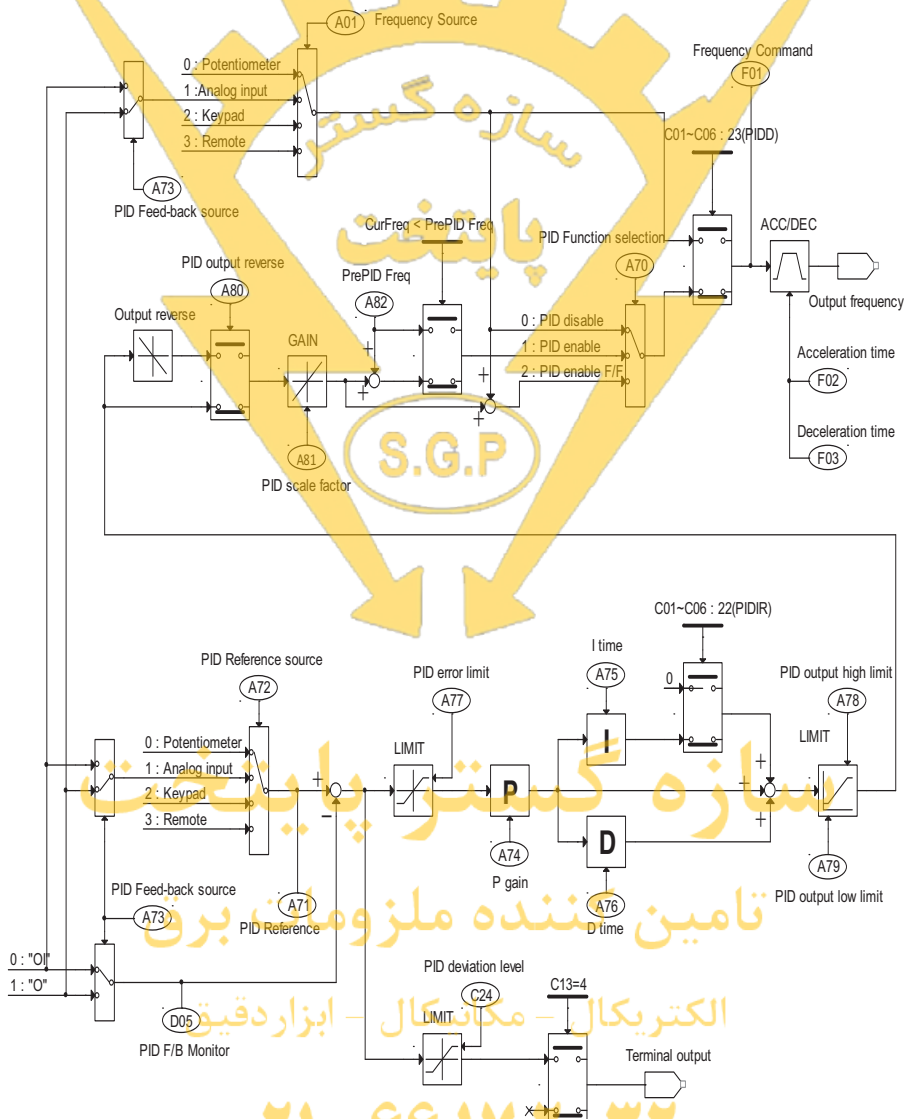 A01 Frequency Source
Frequency Command
F01
0 : Potentiometer
1 :Analog input
2 : Keypad
3 : Remote
سازه گستر
پایتخت
C01~C06 : 23(PIDD)
A73
PID Feed-back source
CurFreq < PrePID Freq
PID Function selection
ACC/DEC
PID output reverse
A80
PrePID Freq
A82
A70
Output frequency
Output reverse
GAIN
0 : PID disable
1 : PID enable
2 : PID enable F/F
+
+
+
+
Acceleration time
F02
Deceleration time
F03
A81
PID scale factor
S.G.P
C01~C06 : 22(PIDIR)
I time
A75
0
PID Reference source
A72
PID error limit
A77
PID output high limit
A78
LIMIT
LIMIT
0 : Potentiometer
1 : Analog input
2 : Keypad
3 : Remote
سازه گستر پایتخت
+
−
P
I
D
+
+
+
A74
P gain
A76
D time
A79
PID output low limit
PID Feed-back source
A73
A71
PID Reference
تامین کننده ملزومات برق
0 : "OI"
1 : "O"
D05
PID F/B Monitor
PID deviation level
C24
LIMIT
C13=4
الکتریکال – مکانیکال – ابزاردقیق
Terminal output